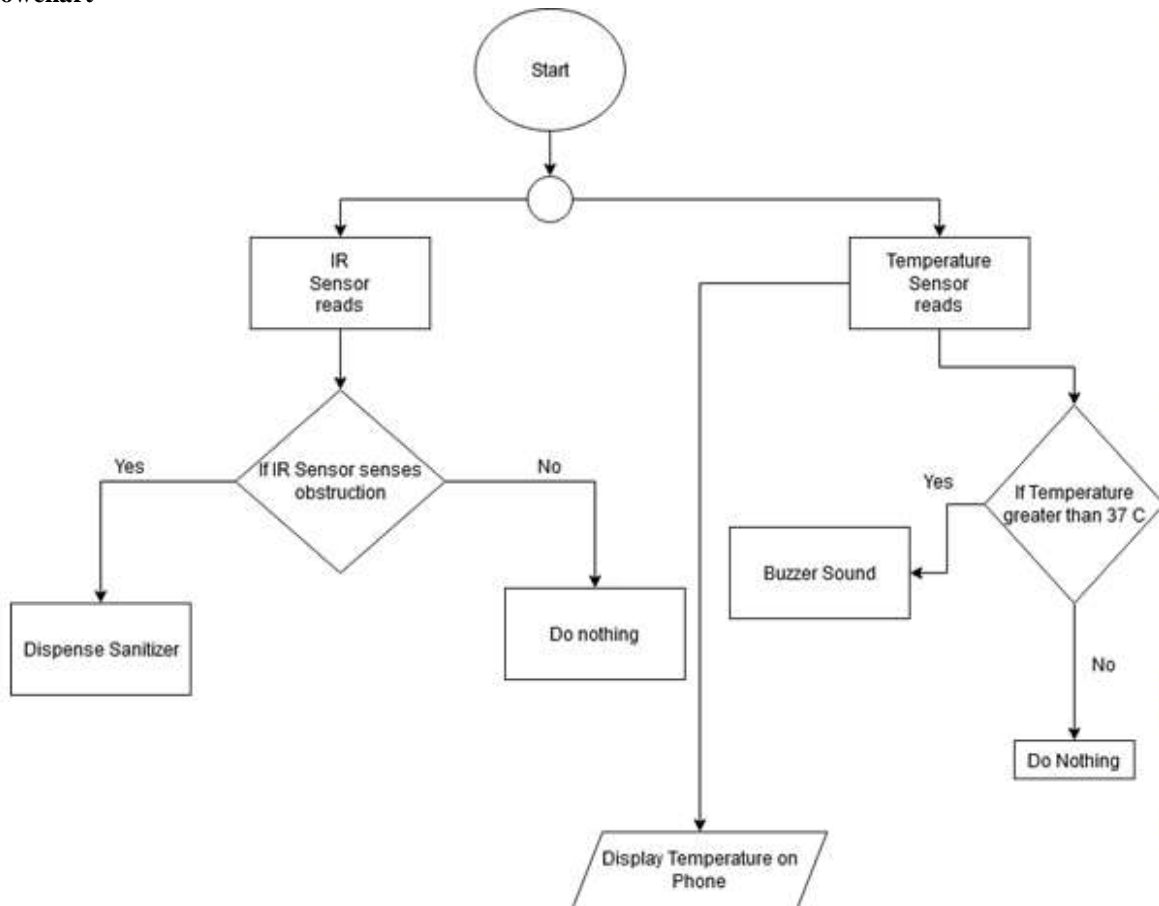 Start
IR
Sensor
reads
Temperature
Sensor
reads
If IR Sensor senses
obstruction
Yes
No
If Temperature
greater than 37 C
Yes
No
Buzzer Sound
Dispense Sanitizer
Do nothing
Do Nothing
Display Temperature on
Phone